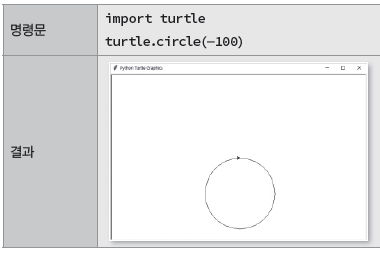 명령문
import turtle
turtle.circle(−100)
결과
Python Turtle Graphics